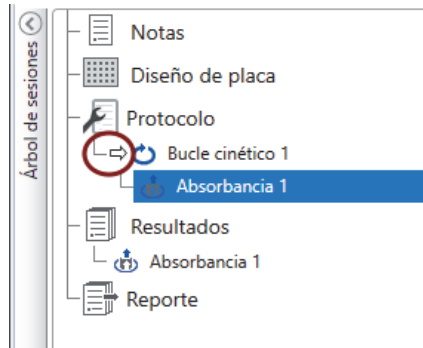 Árbol de sesiones
Notas
Diseño de placa
Protocolo
Bucle cinético 1
Absorbancia 1
Resultados
Absorbancia 1
Reporte